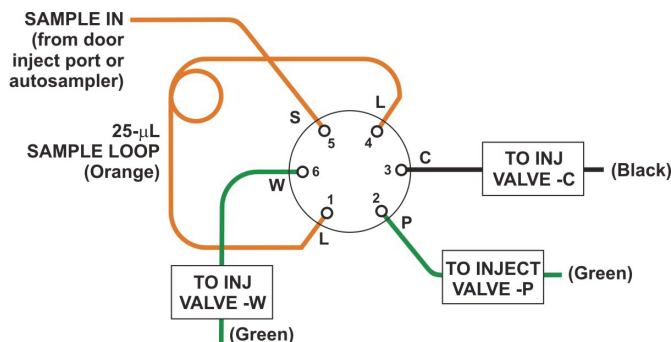 SAMPLE IN
(from door
inject port or
autosampler)
25-μL
SAMPLE LOOP
(Orange)
S
L
5
4
6
3
C
W
1
2
L
P
TO INJ
VALVE -C
(Black)
TO INJECT
VALVE -P
(Green)
TO INJ
VALVE -W
(Green)